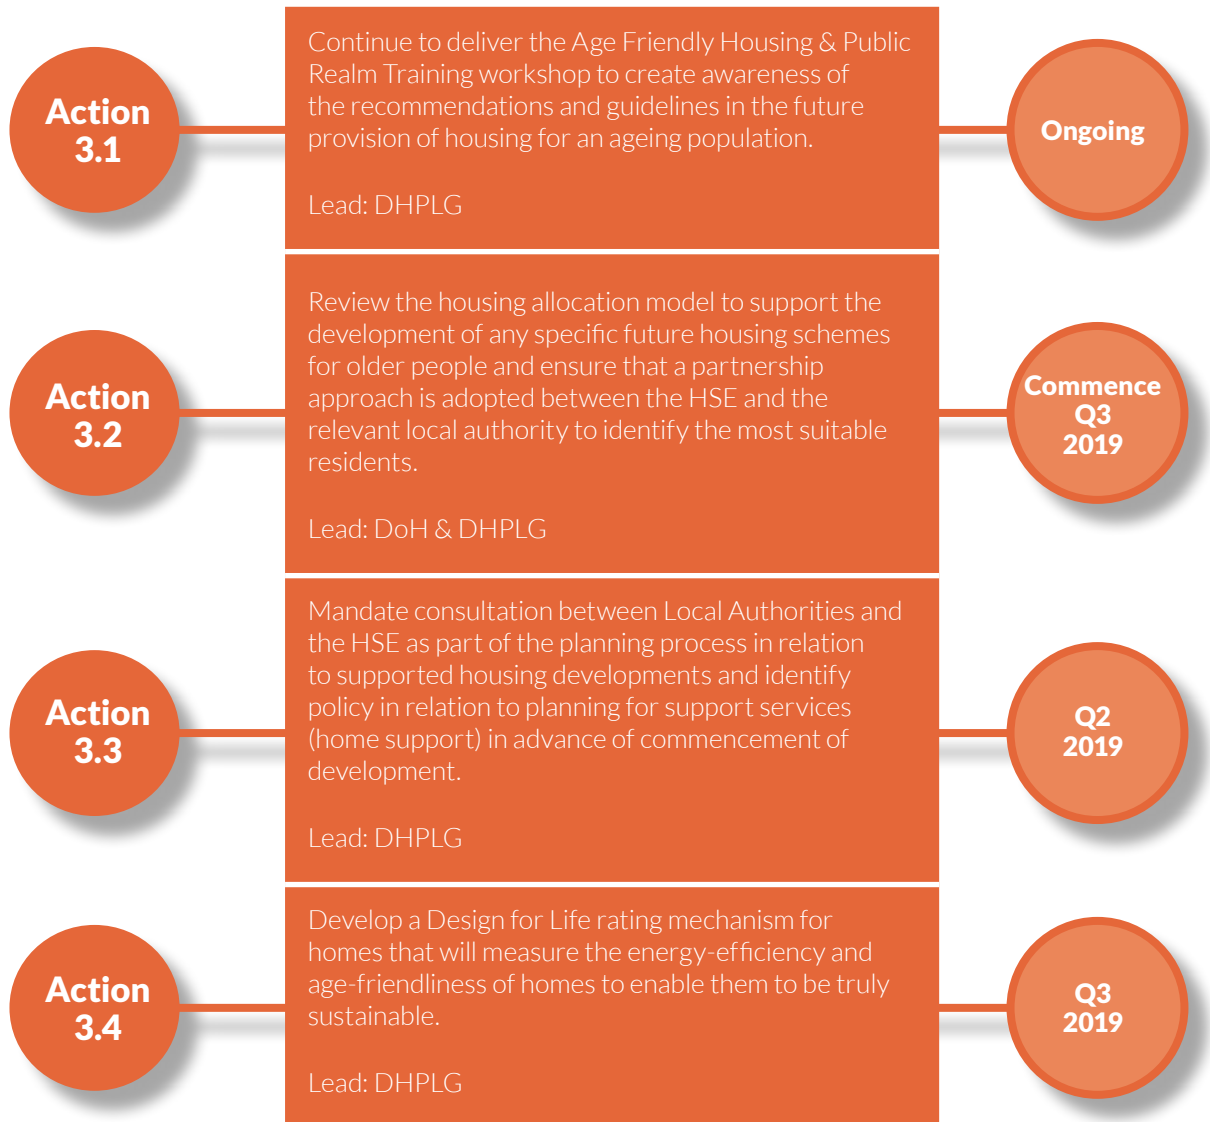 Action
3.1
Continue to deliver the Age Friendly Housing & Public
Realm Training workshop to create awareness of
the recommendations and guidelines in the future
provision of housing for an ageing population.
Lead: DHPLG
Ongoing
Action
3.2
Review the housing allocation model to support the
development of any specific future housing schemes
for older people and ensure that a partnership
approach is adopted between the HSE and the
relevant local authority to identify the most suitable
residents.
Lead: DoH & DHPLG
Commence
Q3
2019
Action
3.3
Mandate consultation between Local Authorities and
the HSE as part of the planning process in relation
to supported housing developments and identify
policy in relation to planning for support services
(home support) in advance of commencement of
development.
Lead: DHPLG
Q2
2019
Action
3.4
Develop a Design for Life rating mechanism for
homes that will measure the energy-efficiency and
age-friendliness of homes to enable them to be truly
sustainable.
Lead: DHPLG
Q3
2019